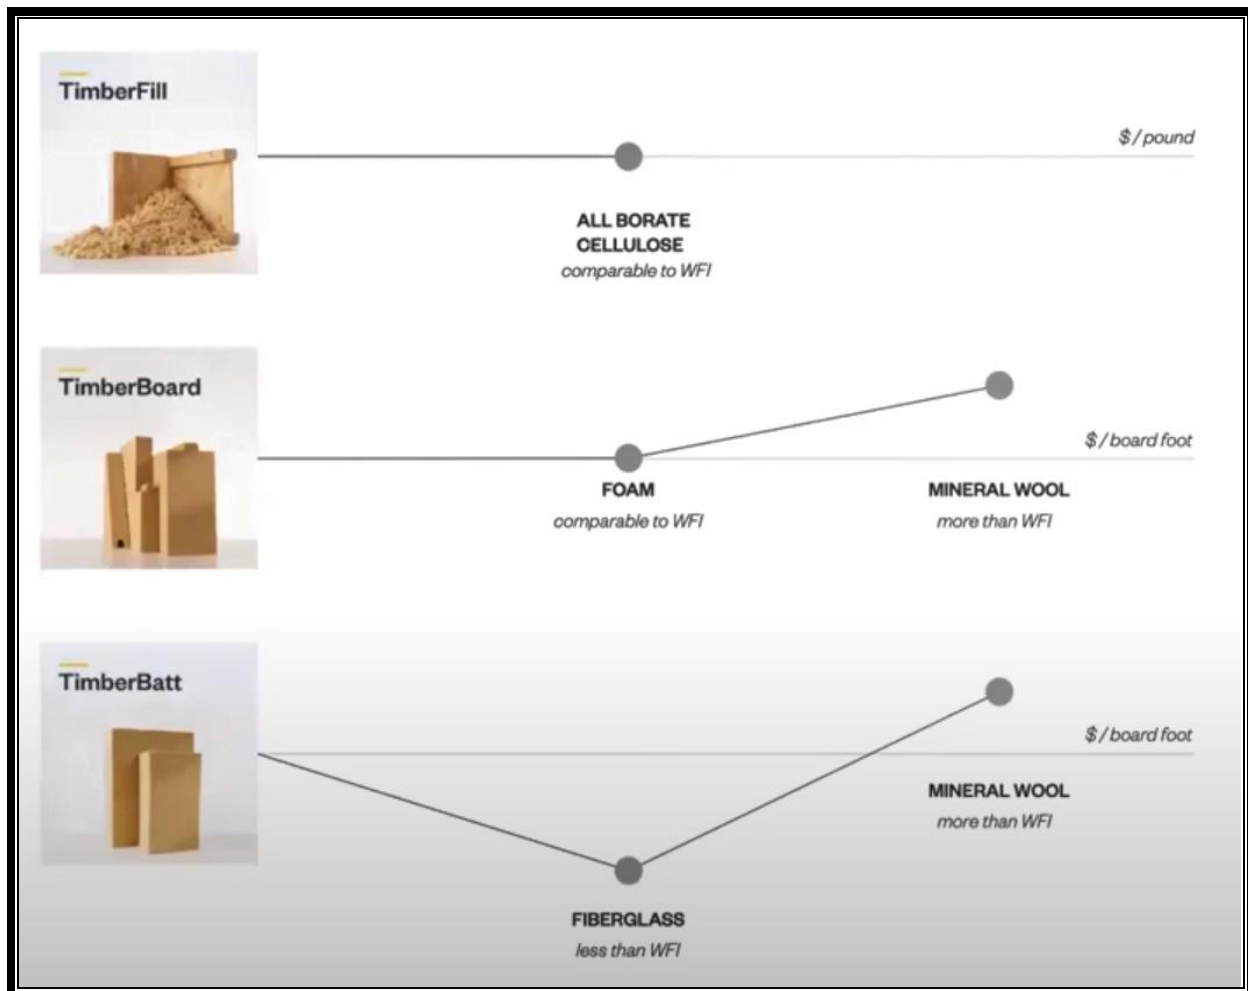 TimberFill
$/pound
ALL BORATE
CELLULOSE
comparable to WFI
TimberBoard
$/board foot
FOAM
MINERAL WOOL
comparable to WFI
more than WFI
TimberBatt
$/board foot
MINERAL WOOL
more than WFI
FIBERGLASS
less than WFI